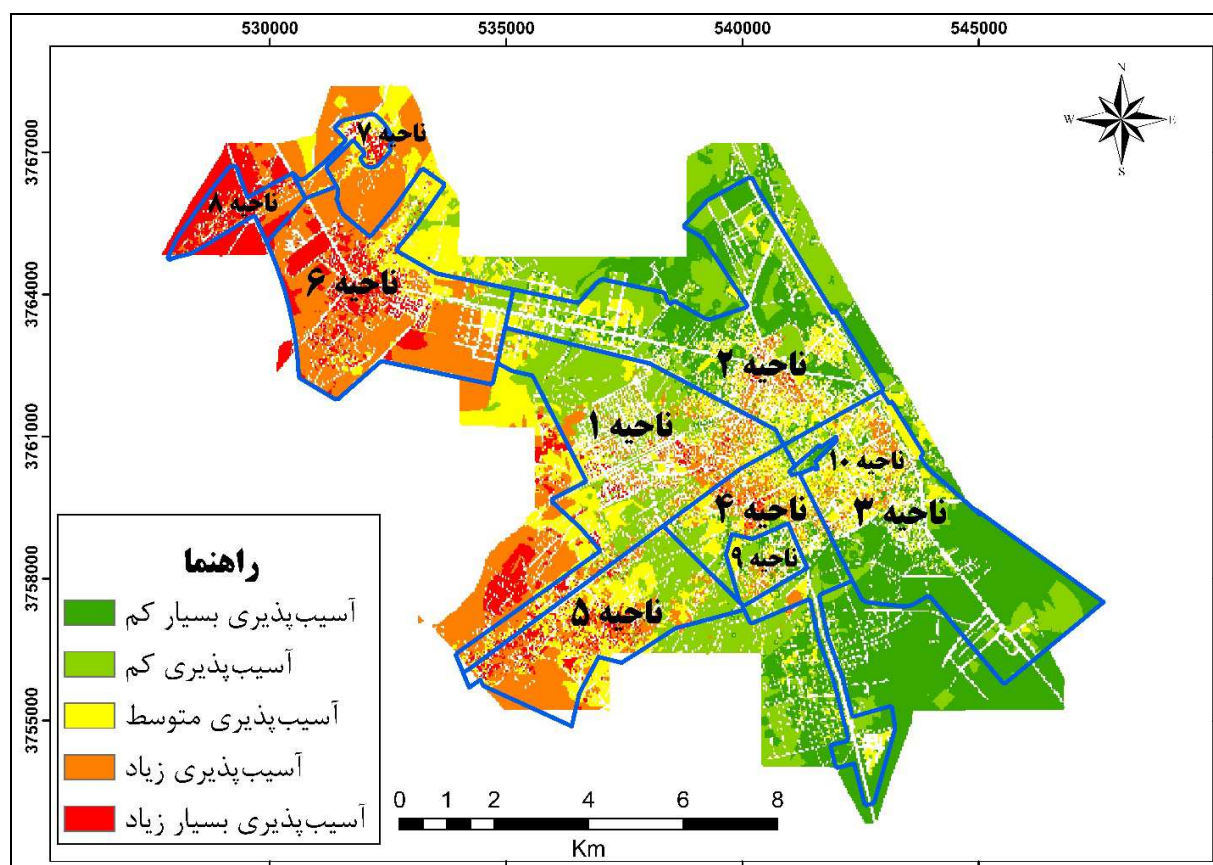 530000 535000 540000 545000
N
W E
S
3767000
3764000
3761000
3758000
3755000
ناحیه ۷
ناحیه ۸
ناحیه ۶
ناحیه ۲
ناحیه ۱
ناحیه ۱۰
ناحیه ۴
ناحیه ۳
ناحیه ۹
ناحیه ۵
راهنما
آسیب‌پذیری بسیار کم
آسیب‌پذیری کم
آسیب‌پذیری متوسط
آسیب‌پذیری زیاد
آسیب‌پذیری بسیار زیاد
0 1 2 4 6 8
Km